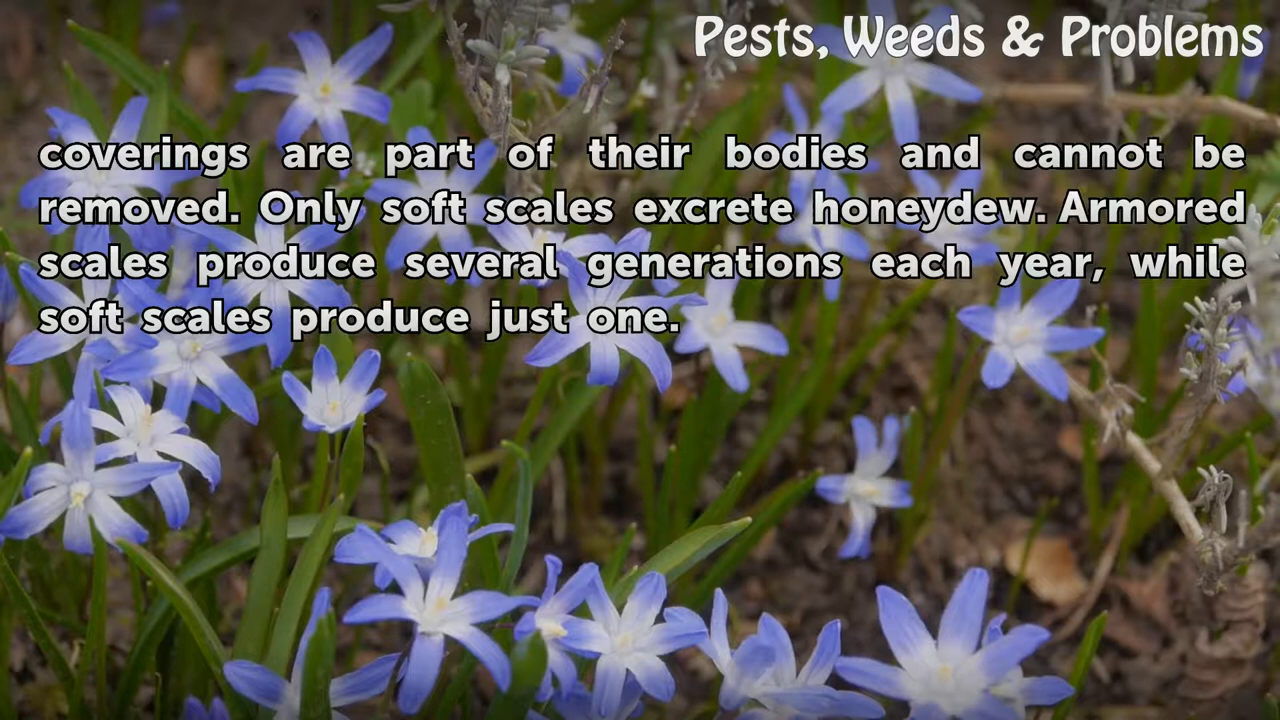 Pests, Weeds & Problems
coverings are part of their bodies and cannot be
removed. Only soft scales excrete honeydew. Armored
scales produce several generations each year, while
soft scales produce just one.